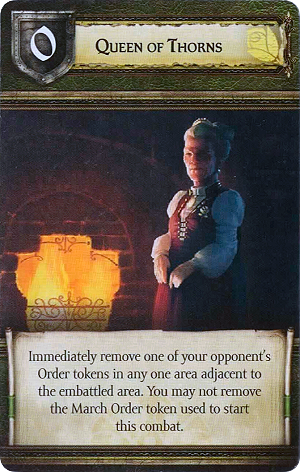 0
Queen of Thorns
Immediately remove one of your opponent's
Order tokens in any one area adjacent to
the embattled area. You may not remove
the March Order token used to start
this combat.